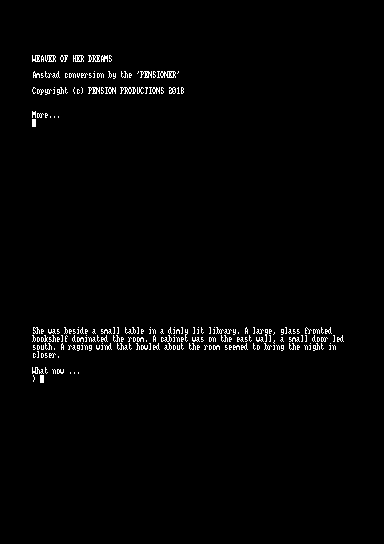 WEAVER OF HER DREAMS
Amstrad conversion by the 'PENSIONER'
Copyright (c) PENSION PRODUCTIONS 2018
More...
She was beside a small table in a dimly lit library. A large, glass fronted
bookshelf dominated the room. A cabinet was on the east wall, a small door led
south. A raging wind that howled about the room seemed to bring the night in
closer.
What now ...
>